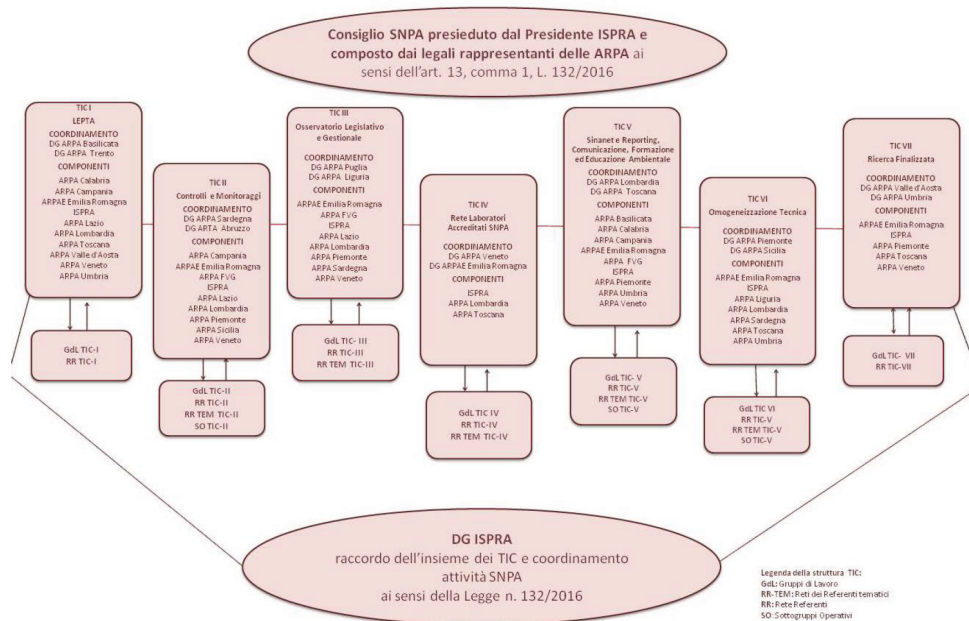 Consiglio SNPA presieduto dal Presidente ISPRA e
composto dai legali rappresentanti delle ARPA ai
sensi dell'art. 13, comma 1, L. 132/2016
TIC I
LEPTA
COORDINAMENTO
DG ARPA Basilicata
DG ARPA Trento
COMPONENTI
ARPA Calabria
ARPA Campania
ARPAE Emilia Romagna
ISPRA
ARPA Lazio
ARPA Lombardia
ARPA Toscana
ARPA Valle d'Aosta
ARPA Veneto
ARPA Umbria
GdL TIC-I
RR TIC-I
TIC II
Controlli e Monitoraggi
COORDINAMENTO
DG ARPA Sardegna
DG ARTA Abruzzo
COMPONENTI
ARPA Campania
ARPAE Emilia Romagna
ARPA FVG
ISPRA
ARPA Lazio
ARPA Lombardia
ARPA Piemonte
ARPA Sicilia
ARPA Veneto
GdL TIC-II
RR TIC-II
RR TEM TIC-II
SO TIC-II
TIC III
Osservatorio Legislativo
e Gestionale
COORDINAMENTO
DG ARPA Puglia
DG ARPA Liguria
COMPONENTI
ARPAE Emilia Romagna
ARPA FVG
ISPRA
ARPA Lazio
ARPA Lombardia
ARPA Piemonte
ARPA Sardegna
ARPA Veneto
GdL TIC- III
RR TIC-III
RR TEM TIC-III
TIC IV
Rete Laboratori
Accreditati SNPA
COORDINAMENTO
DG ARPA Veneto
DG ARPAE Emilia Romagna
COMPONENTI
ISPRA
ARPA Lombardia
ARPA Toscana
GdL TIC IV
RR TIC-IV
RR TEM TIC-IV
TIC V
Sinanet e Reporting,
Comunicazione, Formazione
ed Educazione Ambientale
COORDINAMENTO
DG ARPA Lombardia
DG ARPA Toscana
COMPONENTI
ARPA Basilicata
ARPA Calabria
ARPA Campania
ARPAE Emilia Romagna
ARPA FVG
ISPRA
ARPA Piemonte
ARPA Umbria
ARPA Veneto
GdL TIC- V
RR TIC-V
RR TEM TIC-V
SO TIC-V
TIC VI
Omogeneizzazione Tecnica
COORDINAMENTO
DG ARPA Piemonte
DG ARPA Sicilia
COMPONENTI
ARPAE Emilia Romagna
ISPRA
ARPA Liguria
ARPA Lombardia
ARPA Sardegna
ARPA Toscana
ARPA Umbria
GdL TIC VI
RR TIC-V
RR TEM TIC-V
SO TIC-V
TIC VII
Ricerca Finalizzata
COORDINAMENTO
DG ARPA Valle d'Aosta
DG ARPA Umbria
COMPONENTI
ARPAE Emilia Romagna
ISPRA
ARPA Piemonte
ARPA Toscana
ARPA Veneto
GdL TIC- VII
RR TIC-VII
DG ISPRA
raccordo dell'insieme dei TIC e coordinamento
attività SNPA
ai sensi della Legge n. 132/2016
Legenda della struttura TIC:
GdL: Gruppi di Lavoro
RR-TEM: Reti dei Referenti tematici
RR: Rete Referenti
SO: Sottogruppi Operativi